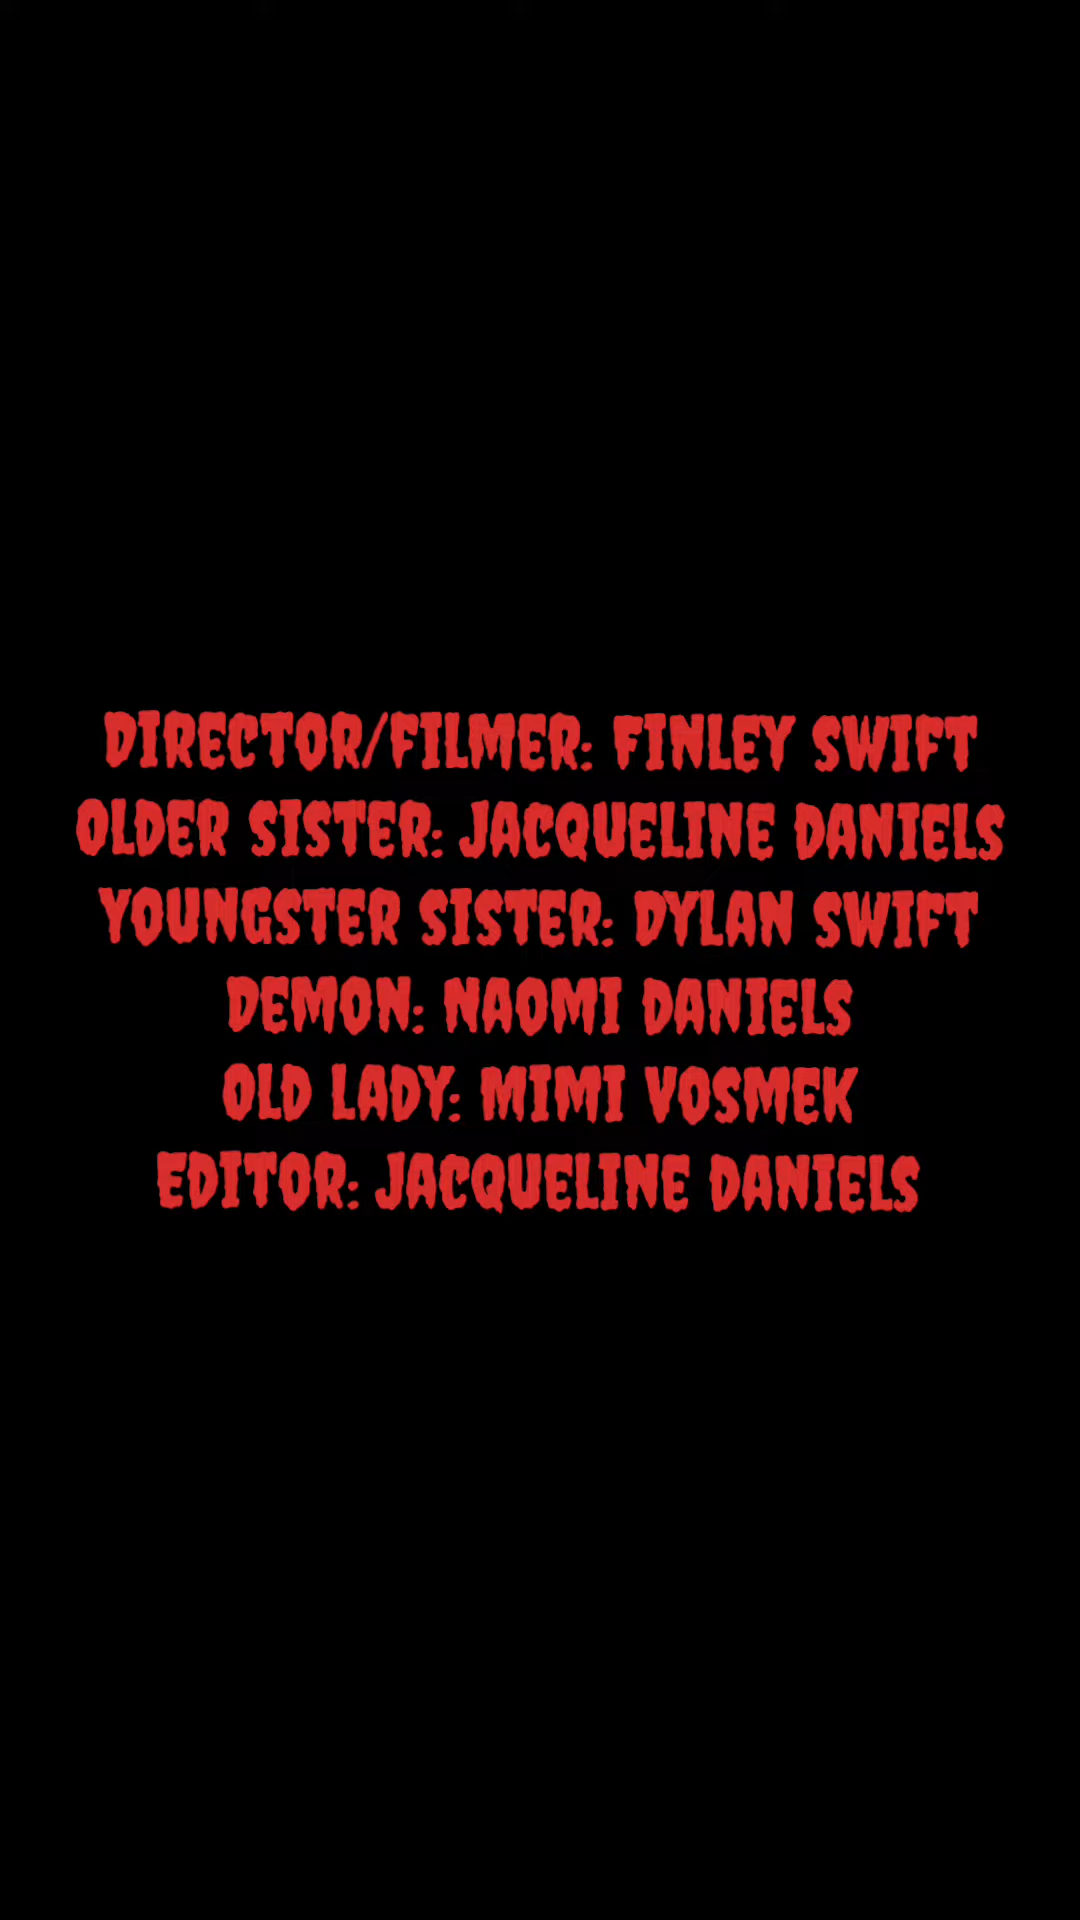 DIRECTOR/FILMER: FINLEY SWIFT
OLDER SISTER: JACQUELINE DANIELS
YOUNGSTER SISTER: DYLAN SWIFT
DEMON: NAOMI DANIELS
OLD LADY: MIMI VOSMEK
EDITOR: JACQUELINE DANIELS